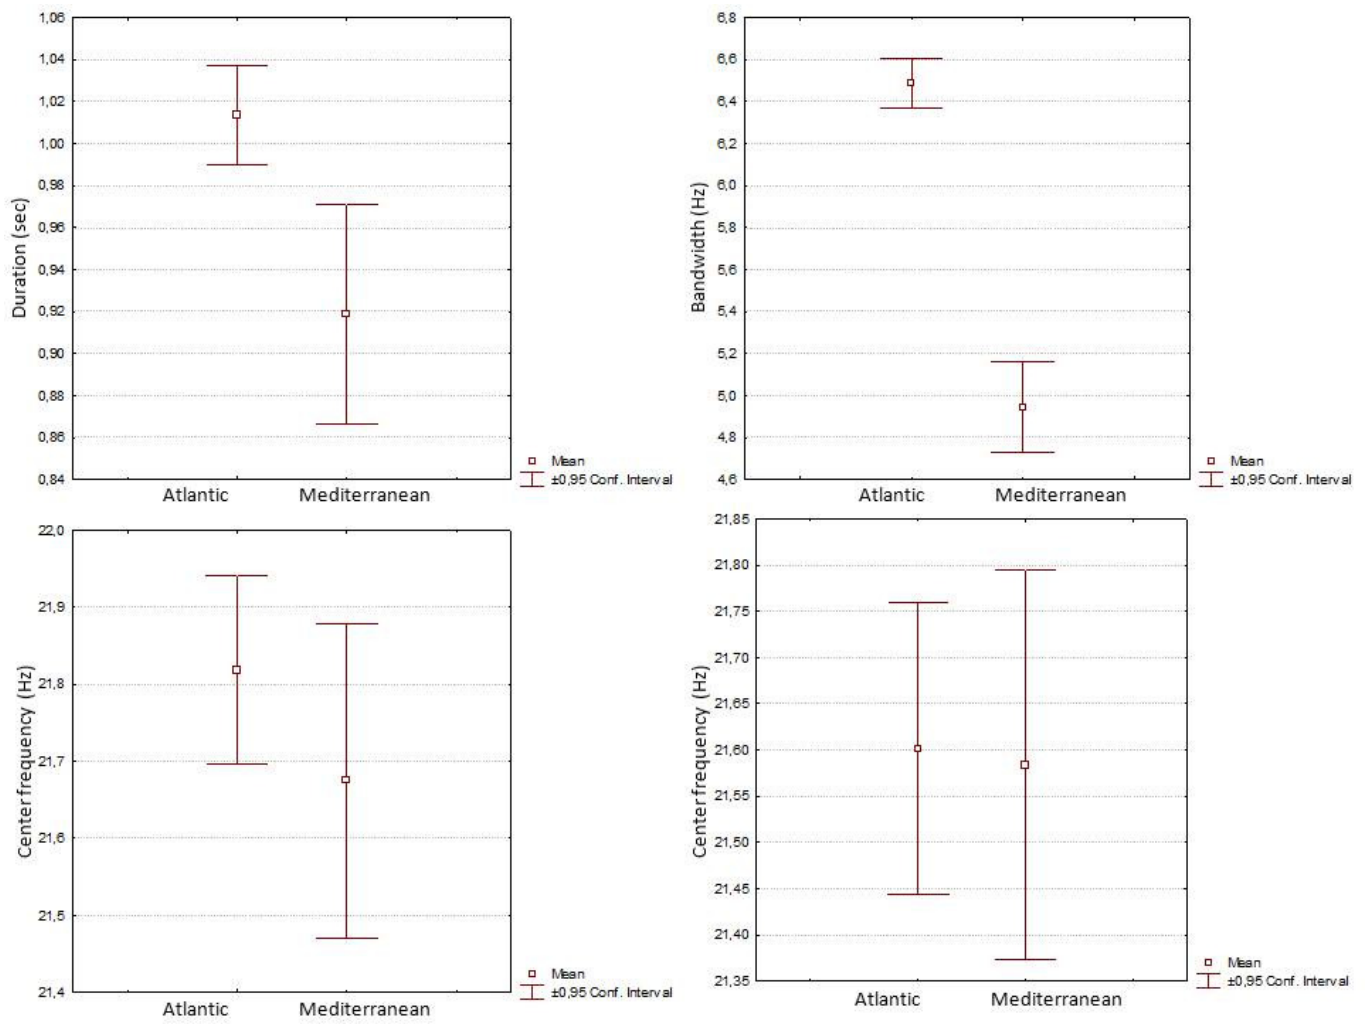 Duration (sec)
1,06
1,04
1,02
1,00
0,98
0,96
0,94
0,92
0,90
0,88
0,86
0,84
Atlantic Mediterranean
Mean
±0,95 Conf. Interval
Bandwidth (Hz)
6,8
6,6
6,4
6,2
6,0
5,8
5,6
5,4
5,2
5,0
4,8
4,6
Atlantic Mediterranean
Mean
±0,95 Conf. Interval
Center frequency (Hz)
22,0
21,9
21,8
21,7
21,6
21,5
21,4
Atlantic Mediterranean
Mean
±0,95 Conf. Interval
Center frequency (Hz)
21,85
21,80
21,75
21,70
21,65
21,60
21,55
21,50
21,45
21,40
21,35
Atlantic Mediterranean
Mean
±0,95 Conf. Interval